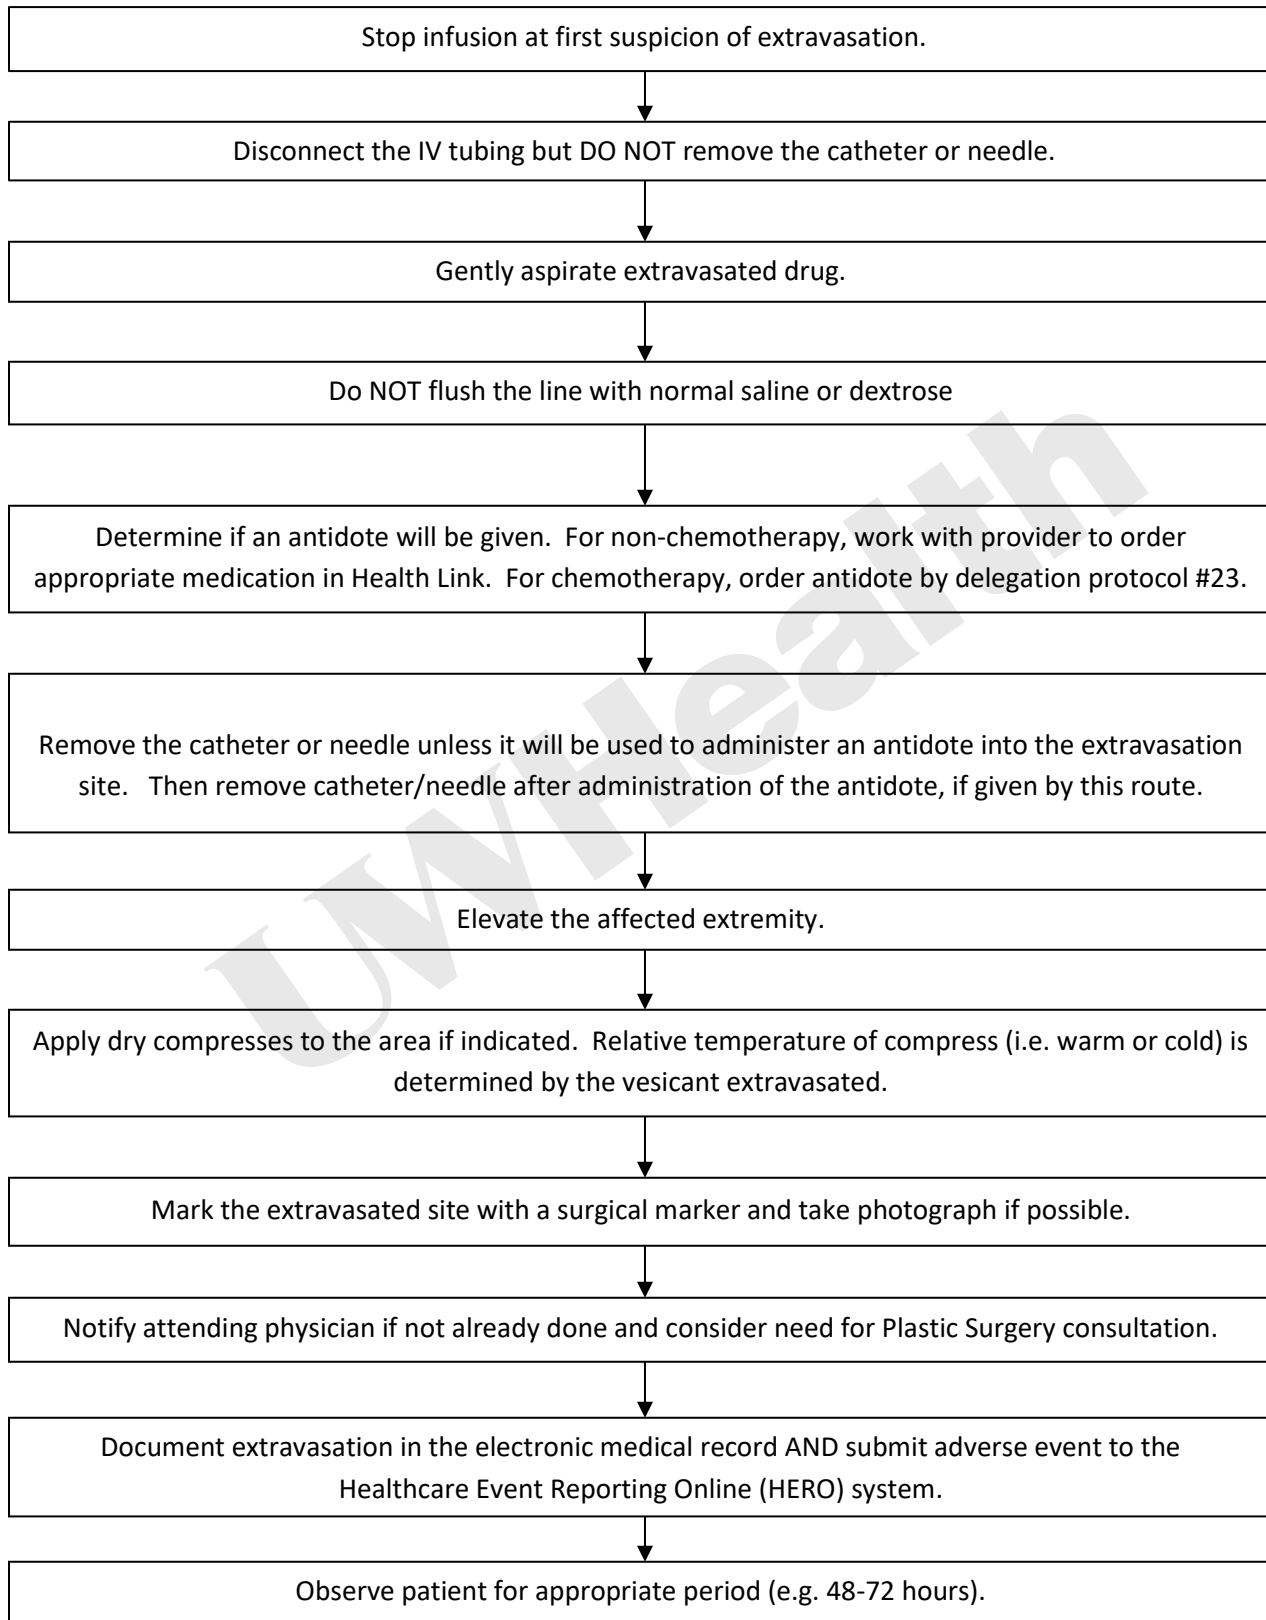 Stop infusion at first suspicion of extravasation.
Disconnect the IV tubing but DO NOT remove the catheter or needle.
Gently aspirate extravasated drug.
Do NOT flush the line with normal saline or dextrose
Determine if an antidote will be given.  For non-chemotherapy, work with provider to order
appropriate medication in Health Link.  For chemotherapy, order antidote by delegation protocol #23.
Remove the catheter or needle unless it will be used to administer an antidote into the extravasation
site.   Then remove catheter/needle after administration of the antidote, if given by this route.
Elevate the affected extremity.
Apply dry compresses to the area if indicated.  Relative temperature of compress (i.e. warm or cold) is
determined by the vesicant extravasated.
Mark the extravasated site with a surgical marker and take photograph if possible.
Notify attending physician if not already done and consider need for Plastic Surgery consultation.
Document extravasation in the electronic medical record AND submit adverse event to the
Healthcare Event Reporting Online (HERO) system.
Observe patient for appropriate period (e.g. 48-72 hours).
UWHealth